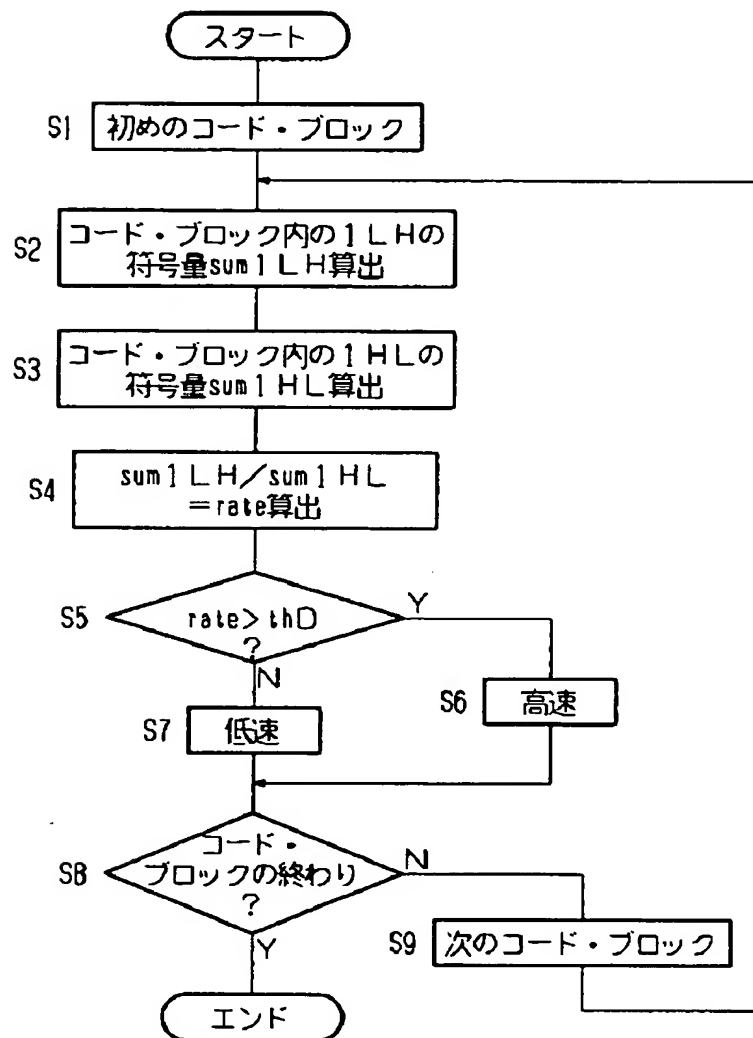 スタート
S1 初めのコード・ブロック
S2 コード・ブロック内の1LHの
符号量sum1LH算出
S3 コード・ブロック内の1HLの
符号量sum1HL算出
S4 sum1LH/sum1HL
=rate算出
S5 rate>thD Y
?
N
S6 高速
S7 低速
コード・
S8 ブロックの終わり N
?
Y
S9 次のコード・ブロック
エンド